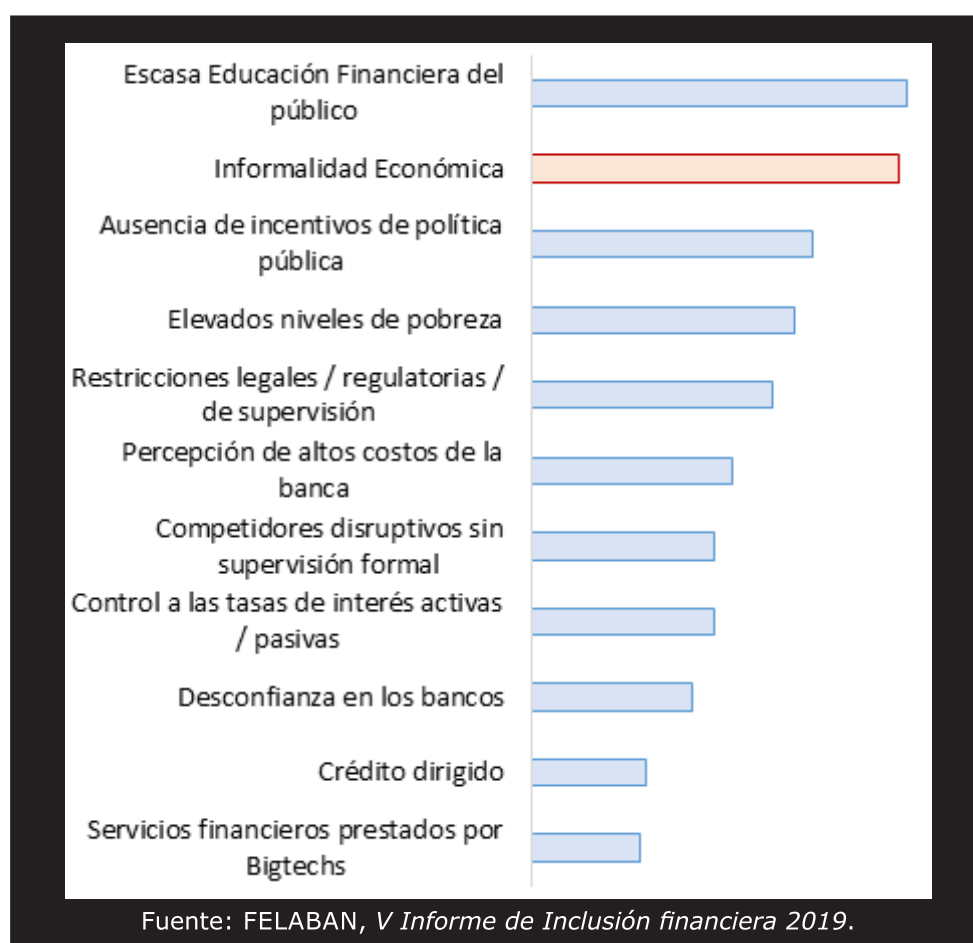 Escasa Educación Financiera del
público
Informalidad Económica
Ausencia de incentivos de política
pública
Elevados niveles de pobreza
Restricciones legales / regulatorias /
de supervisión
Percepción de altos costos de la
banca
Competidores disruptivos sin
supervisión formal
Control a las tasas de interés activas
/ pasivas
Desconfianza en los bancos
Crédito dirigido
Servicios financieros prestados por
Bigtechs
Fuente: FELABAN, V Informe de Inclusión financiera 2019.